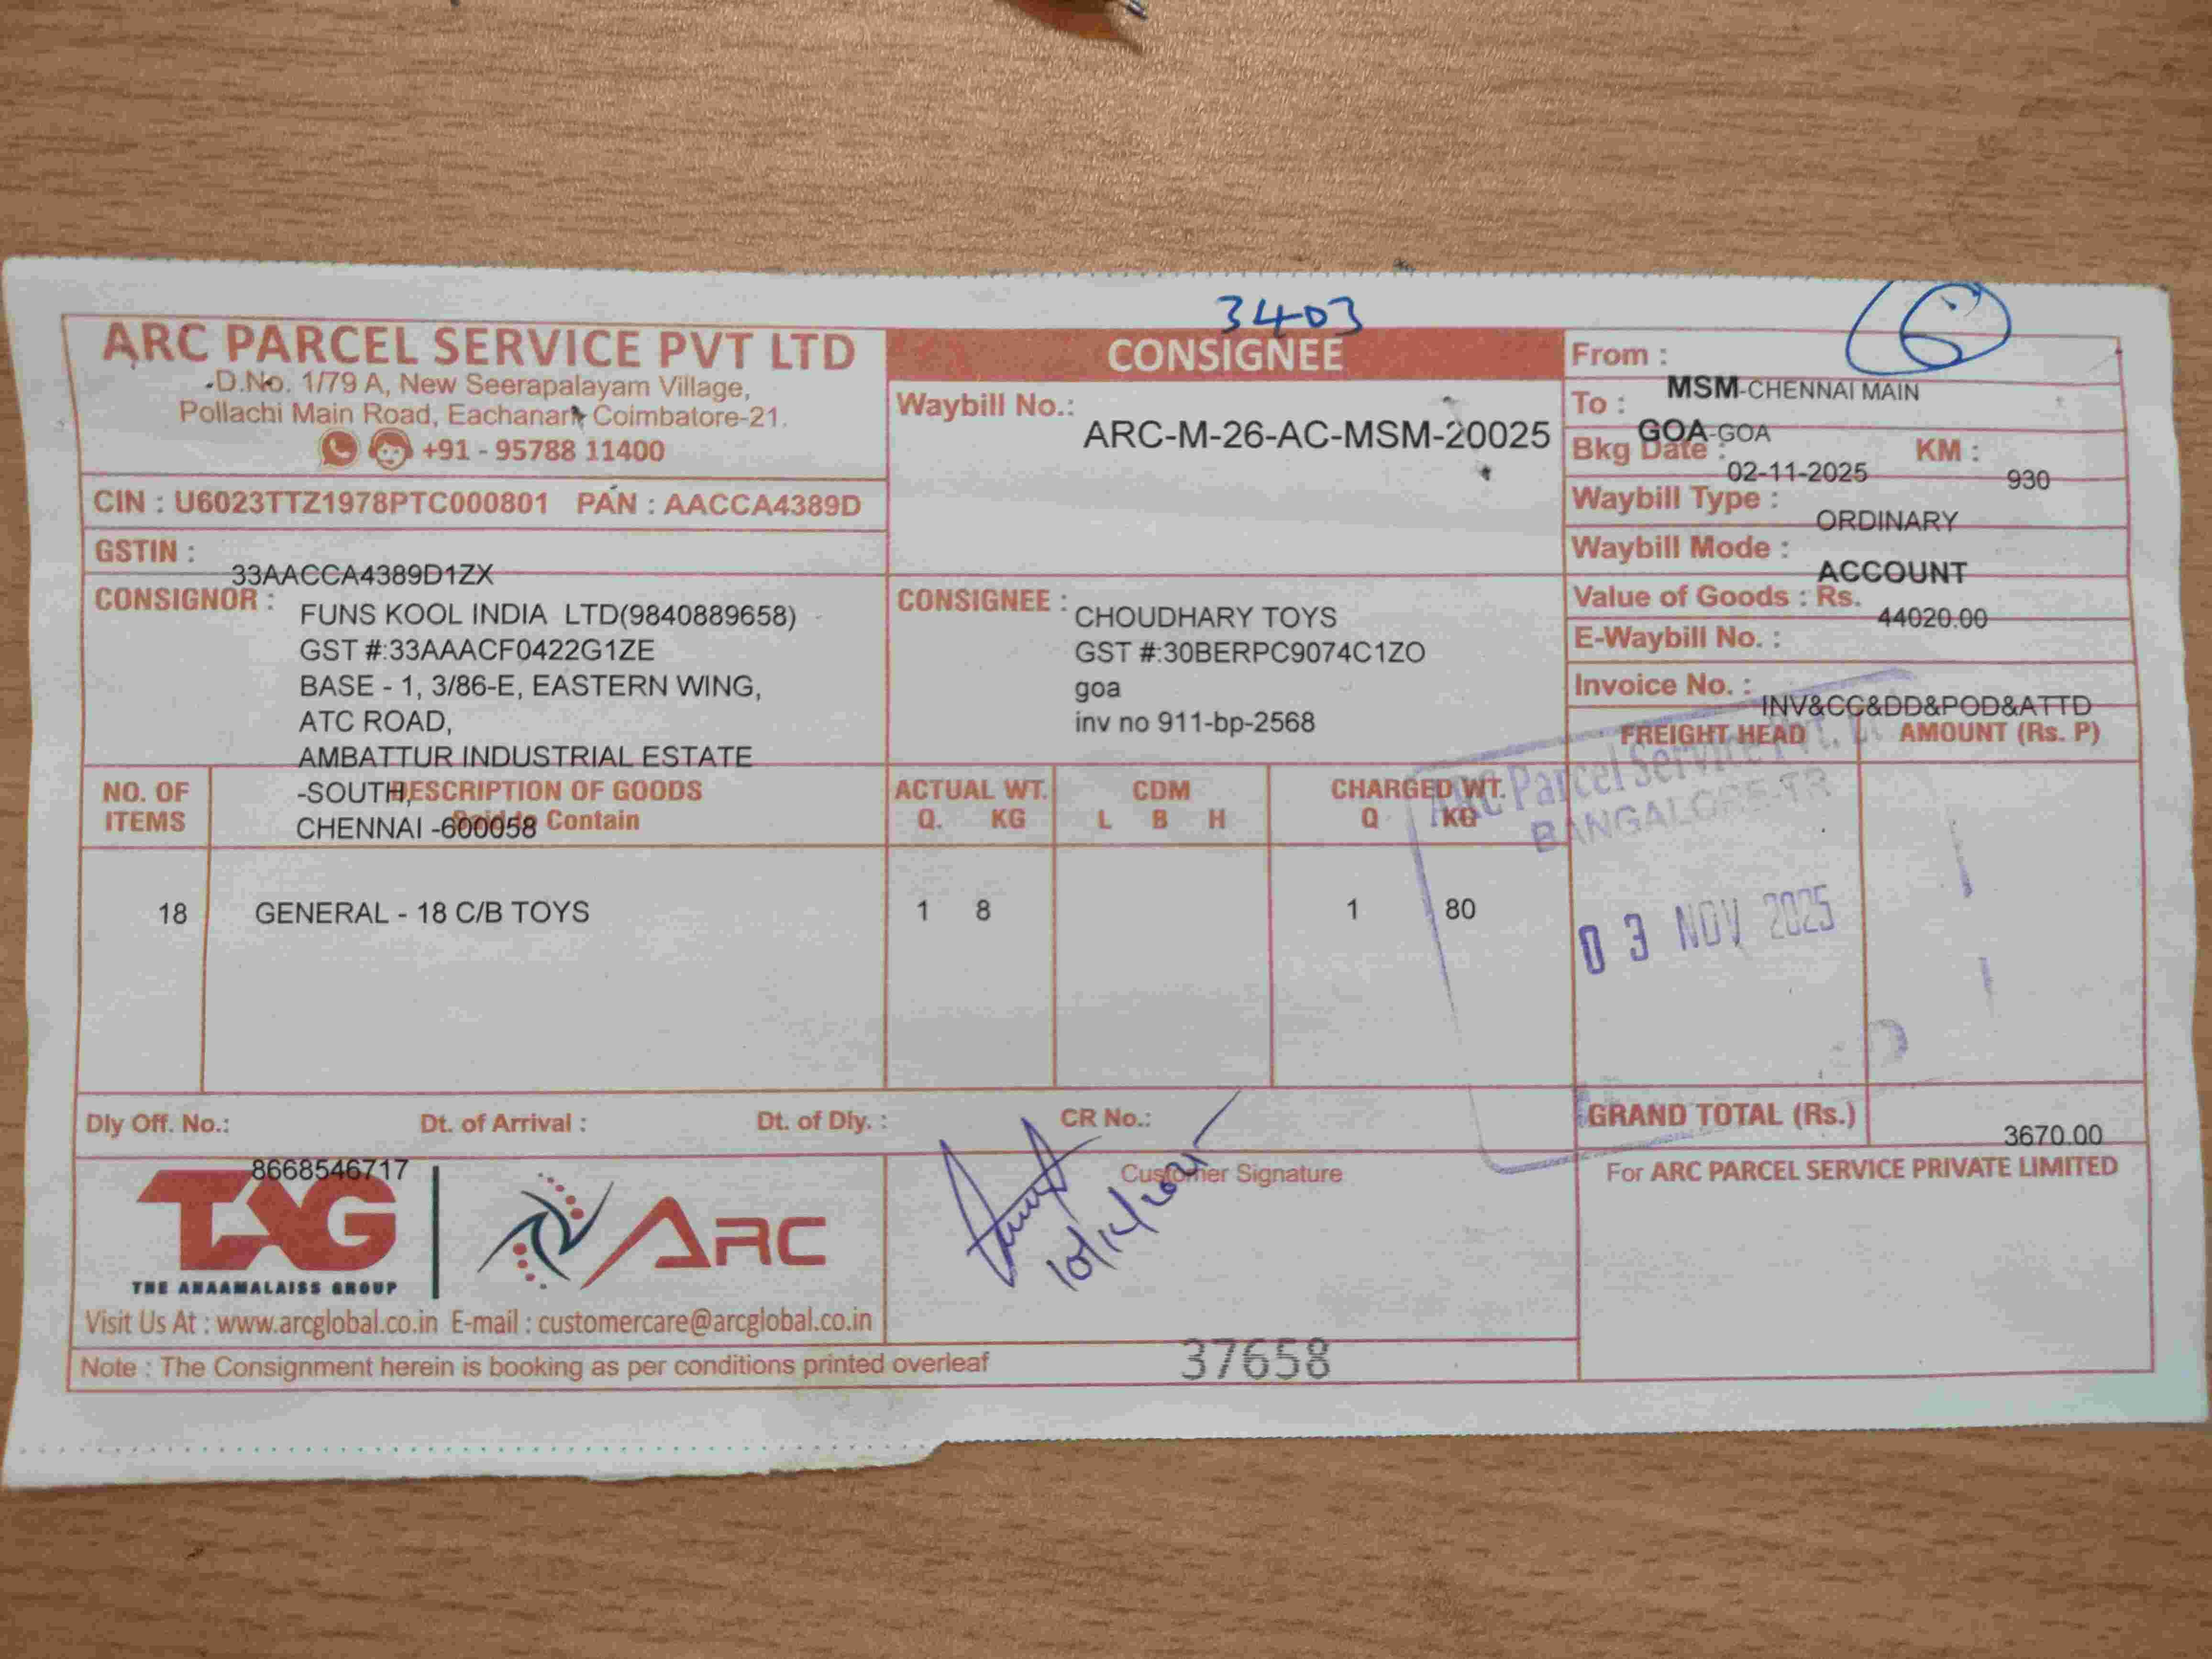 3403
6
ARC PARCEL SERVICE PVT LTD
D.No. 1/79 A, New Seerapalayam Village,
Pollachi Main Road, Eachanari Coimbatore-21.
+91 - 95788 11400
CIN : U6023TTZ1978PTC000801 PAN : AACCA4389D
GSTIN :
33AACCA4389D1ZX
CONSIGNOR : FUNS KOOL INDIA LTD(9840889658)
GST #:33AAACF0422G1ZE
BASE - 1, 3/86-E, EASTERN WING,
ATC ROAD,
AMBATTUR INDUSTRIAL ESTATE
-SOUTH,
CHENNAI -600058
CONSIGNEE
Waybill No.:
ARC-M-26-AC-MSM-20025
CONSIGNEE : CHOUDHARY TOYS
GST #:30BERPC9074C1ZO
goa
inv no 911-bp-2568
From :
MSM-CHENNAI MAIN
To :
GOA-GOA
Bkg Date : KM :
02-11-2025 930
Waybill Type :
ORDINARY
Waybill Mode :
ACCOUNT
Value of Goods : Rs.
44020.00
E-Waybill No. :
Invoice No. :
INV&CC&DD&POD&ATTD
FREIGHT HEAD AMOUNT (Rs. P)
NO. OF ITEMS
DESCRIPTION OF GOODS
Contain
ACTUAL WT.
Q. KG
CDM
L B H
CHARGED WT.
Q KG
ARC Parcel Service Pvt. Lt
BANGALORE-TR
03 NOV 2025
18 GENERAL - 18 C/B TOYS 1 8 1 80
Dly Off. No.: Dt. of Arrival : Dt. of Dly. : CR No.:
8668546717
GRAND TOTAL (Rs.)
3670.00
TAG
THE ANAAMALAISS GROUP
ARC
Visit Us At : www.arcglobal.co.in E-mail : customercare@arcglobal.co.in
Customer Signature
For ARC PARCEL SERVICE PRIVATE LIMITED
Note : The Consignment herein is booking as per conditions printed overleaf
37658